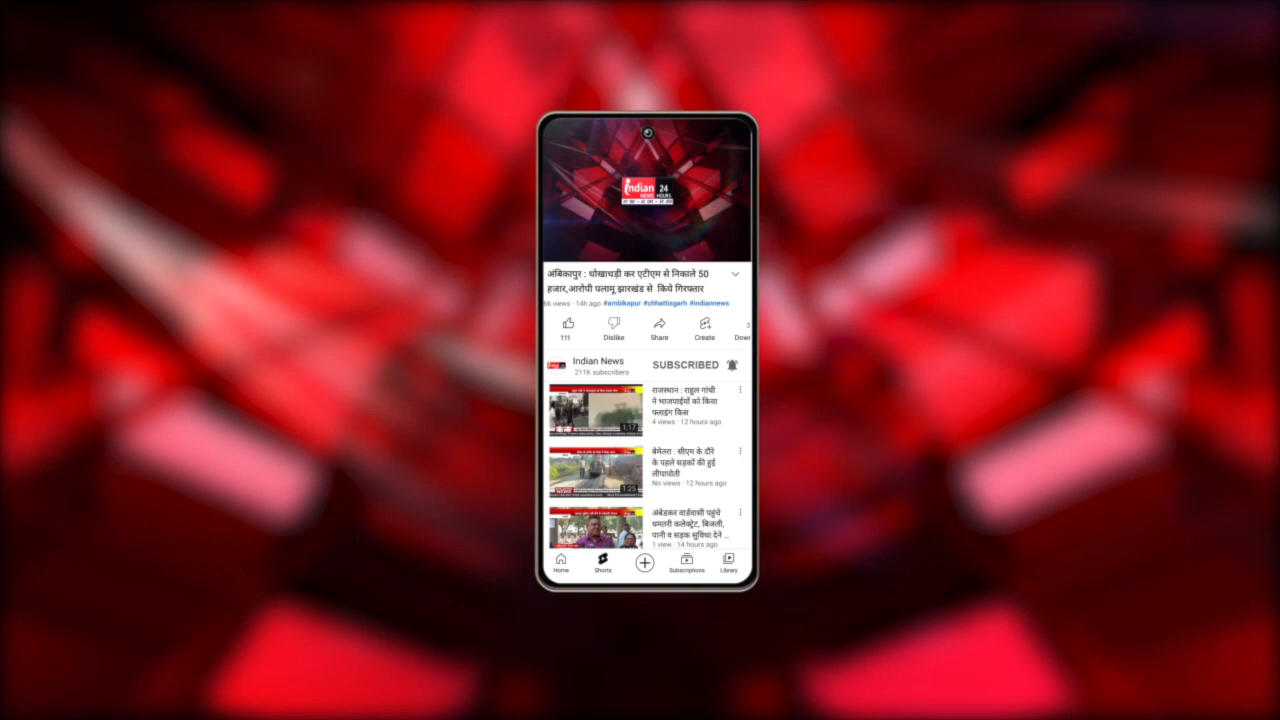 Indian
NEWS
24
HOURS
अंबिकापुर : धोखाधड़ी कर एटीएम से निकाले 50
हजार,आरोपी पलामू झारखंड से किये गिरफ्तार
66 views · 14h ago #ambikapur #chhattisgarh #indiannews
111
Dislike
Share
Create
Down
Indian News
211K subscribers
SUBSCRIBED
राजस्थान : राहुल गांधी
ने भाजपाईयों को किया
फ्लाइंग किस
4 views · 12 hours ago
1:17
बेमेतरा : सीएम के दौरे
के पहले सड़कों की हुई
लीपापोती
No views · 12 hours ago
1:25
अंबेडकर वार्डवासी पहुंचे
धमतरी कलेक्ट्रेट, बिजली,
पानी व सड़क सुविधा देने ...
1 view · 14 hours ago
Home
Shorts
Subscriptions
Library